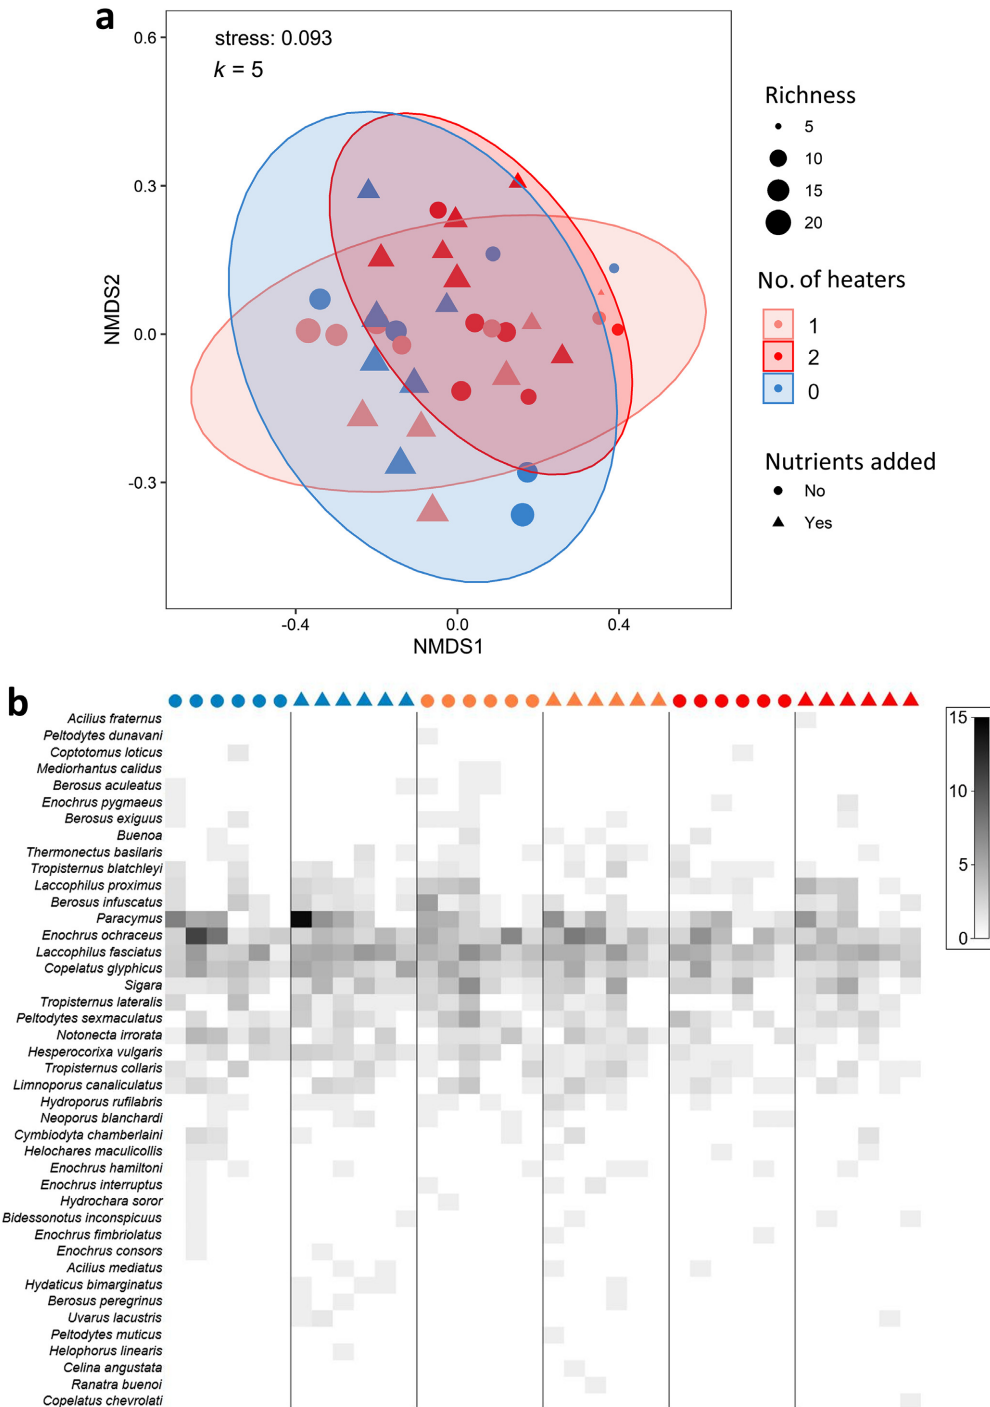 a
stress: 0.093
k = 5
0.6
0.3
0.0
-0.3
NMDS2
-0.4
0.0
0.4
NMDS1
Richness
5
10
15
20
No. of heaters
1
2
0
Nutrients added
No
Yes
b
Acilius fraternus
Peltodytes dunavani
Coptotomus loticus
Mediorhantus calidus
Berosus aculeatus
Enochrus pygmaeus
Berosus exiguus
Buenoa
Thermonectus basilaris
Tropisternus blatchleyi
Laccophilus proximus
Berosus infuscatus
Paracymus
Enochrus ochraceus
Laccophilus fasciatus
Copelatus glyphicus
Sigara
Tropisternus lateralis
Peltodytes sexmaculatus
Notonecta irrorata
Hesperocorixa vulgaris
Tropisternus collaris
Limnoporus canaliculatus
Hydroporus rufilabris
Neoporus blanchardi
Cymbiodyta chamberlaini
Helochares maculicollis
Enochrus hamiltoni
Enochrus interruptus
Hydrochara soror
Bidessonotus inconspicuus
Enochrus fimbriolatus
Enochrus consors
Acilius mediatus
Hydaticus bimarginatus
Berosus peregrinus
Uvarus lacustris
Peltodytes muticus
Helophorus linearis
Celina angustata
Ranatra buenoi
Copelatus chevrolati
15
10
5
0